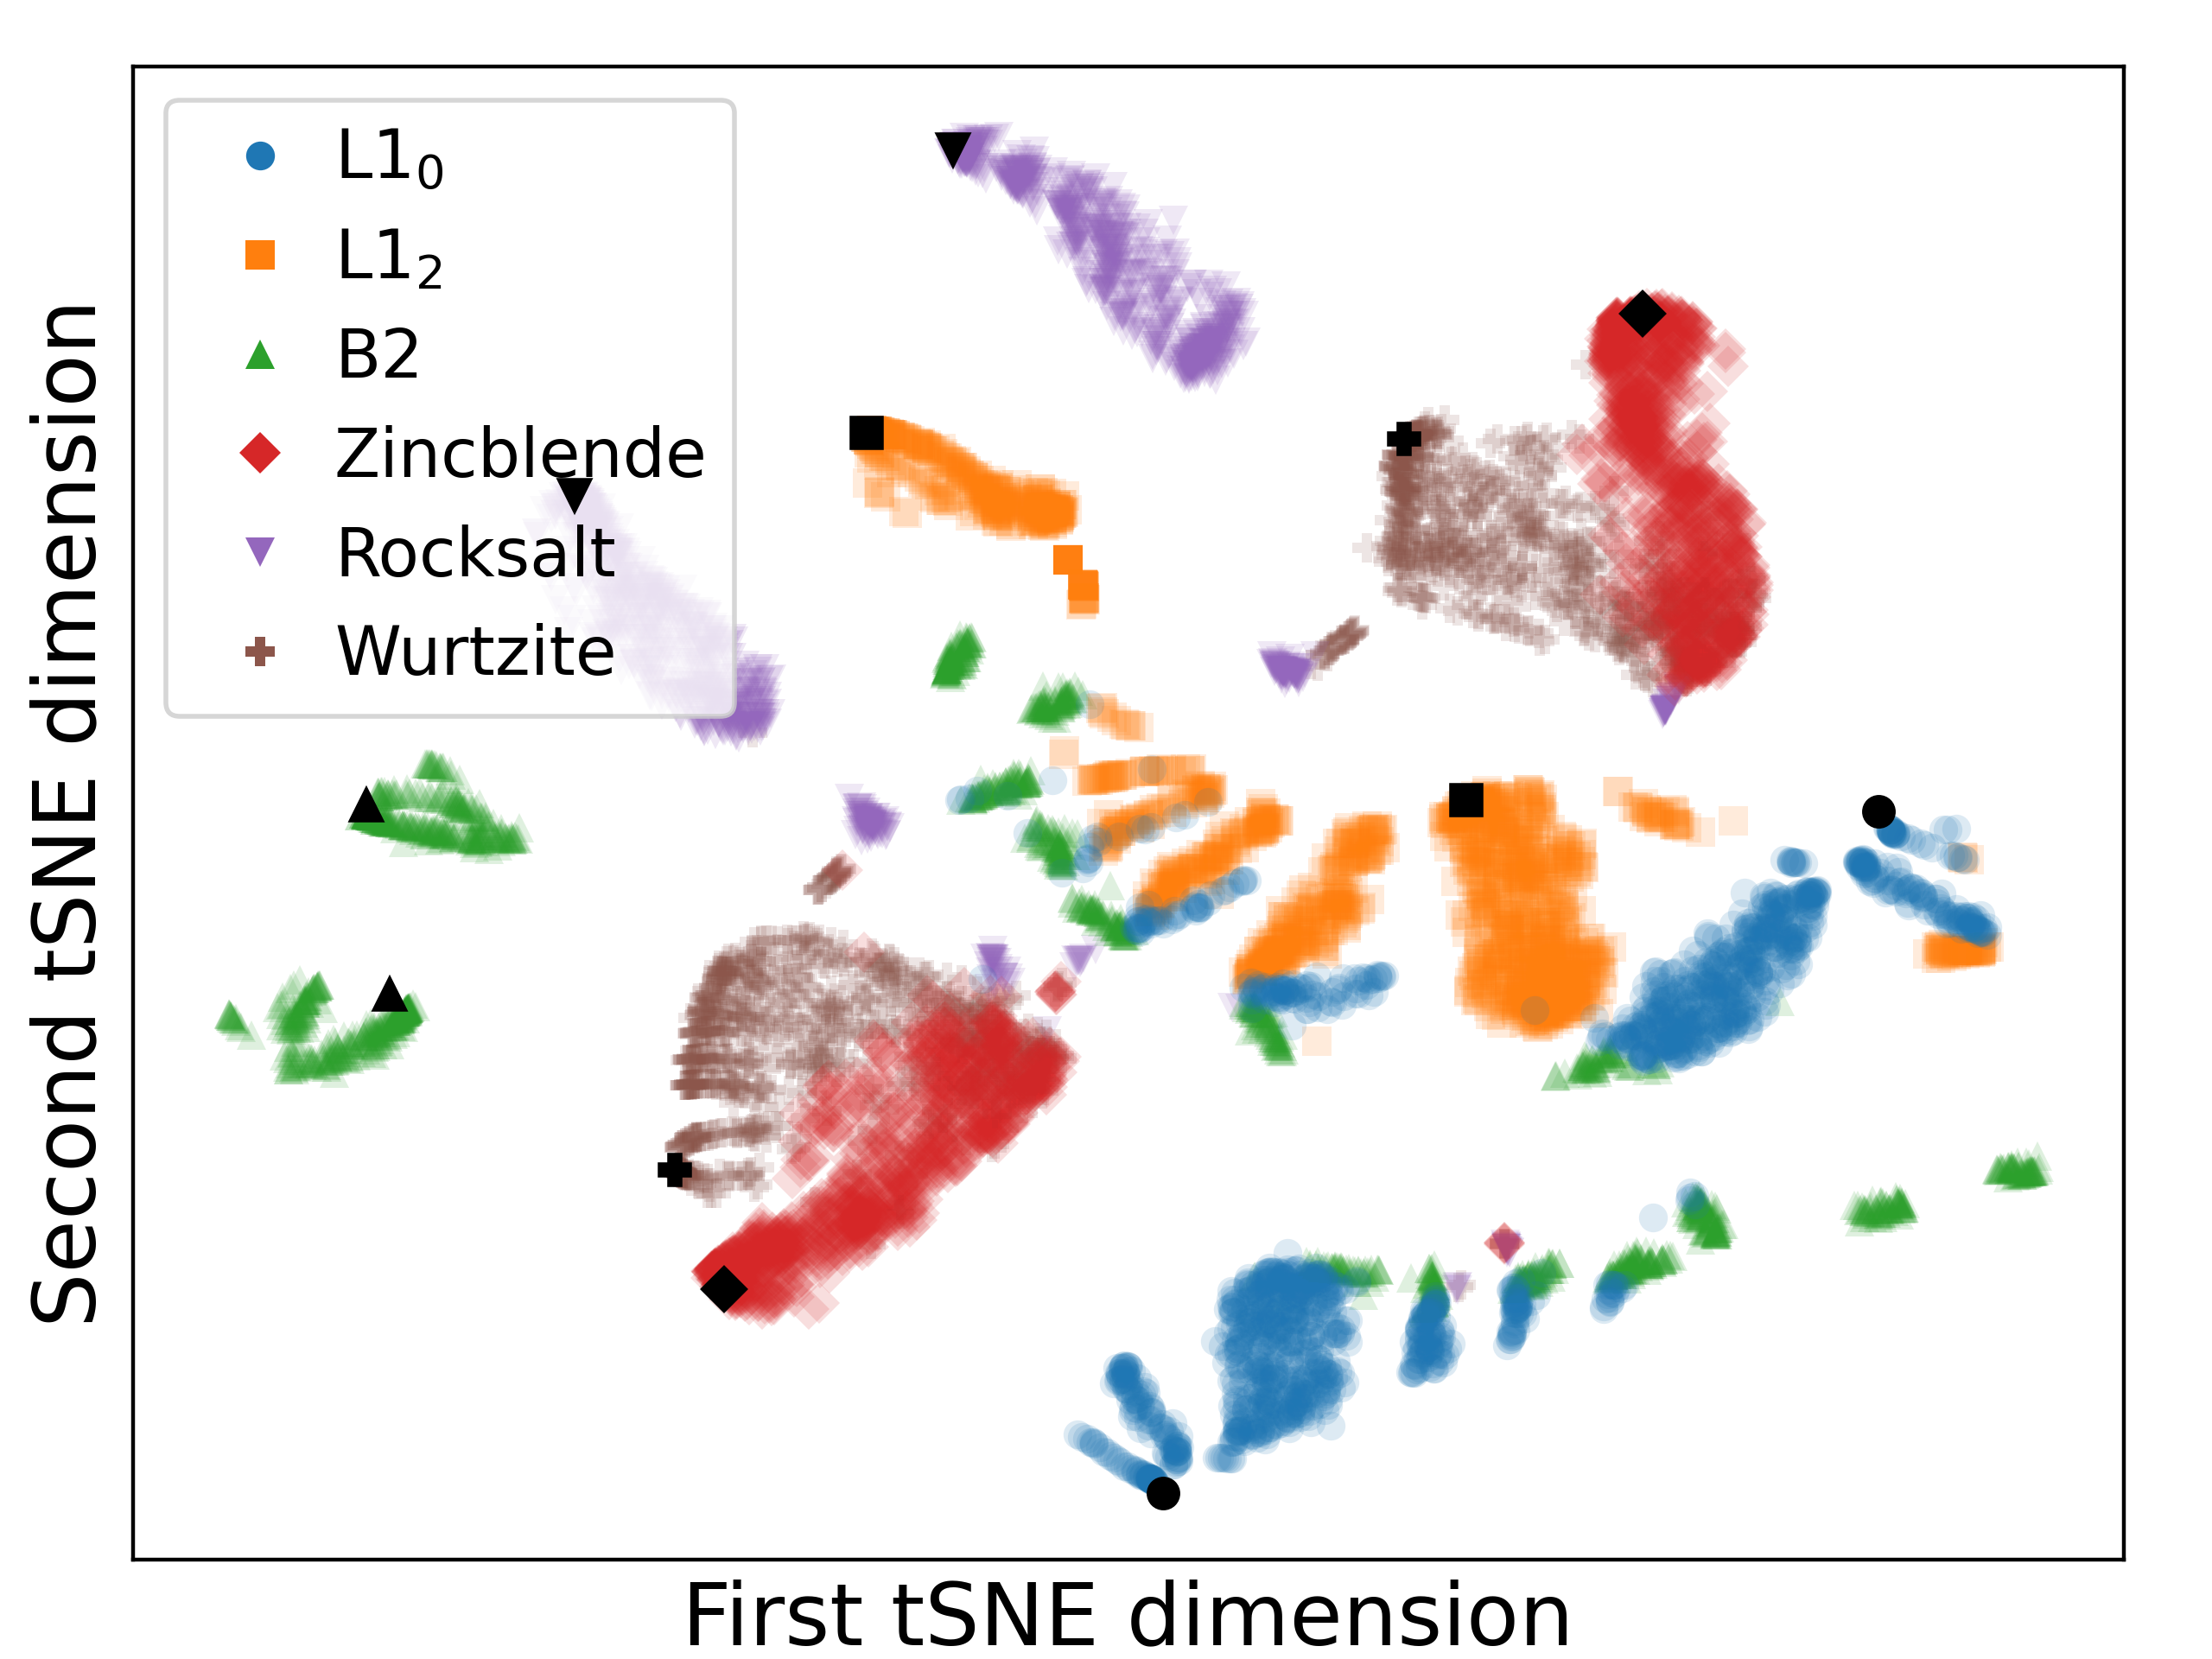 L1₀
L1₂
B2
Zincblende
Rocksalt
Wurtzite
Second tSNE dimension
First tSNE dimension